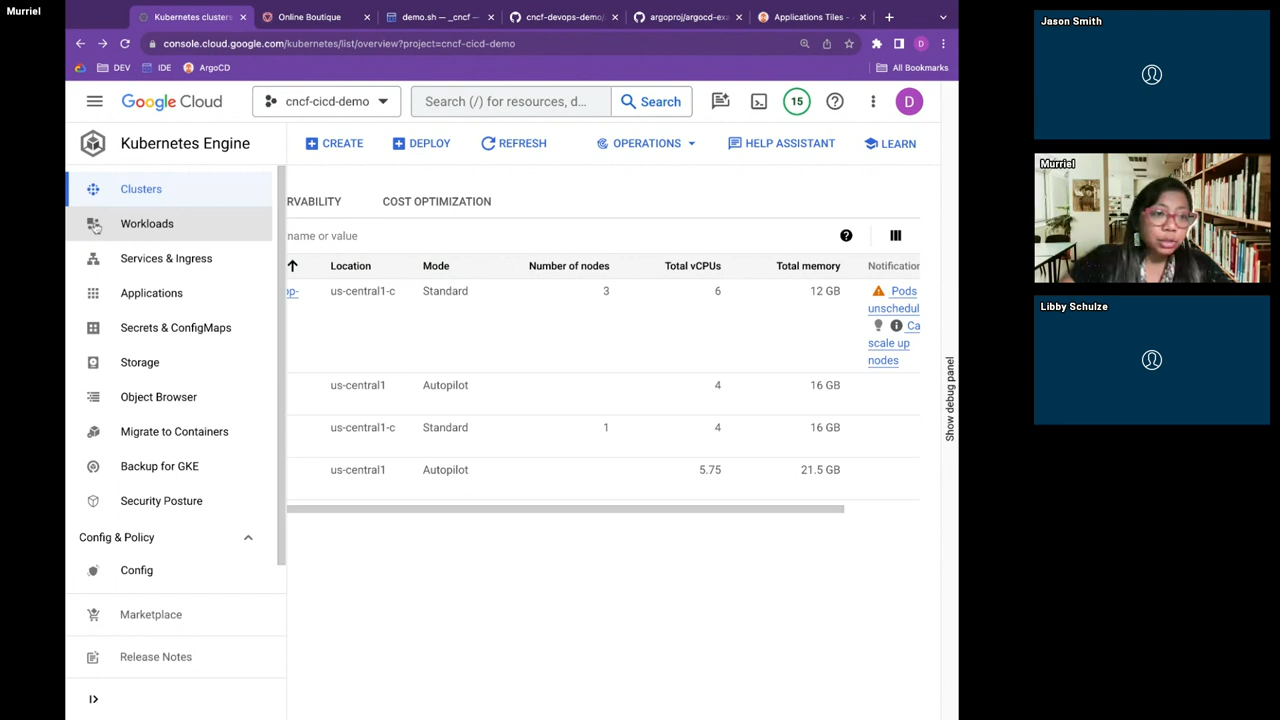 Murriel
Kubernetes clusters
Online Boutique
demo.sh — _cncf —
cncf-devops-demo/
argoproj/argocd-exa
Applications Tiles -
console.cloud.google.com/kubernetes/list/overview?project=cncf-cicd-demo
D
DEV
IDE
ArgoCD
All Bookmarks
Google Cloud
cncf-cicd-demo
Search (/) for resources, d...
Search
15
D
Kubernetes Engine
CREATE
DEPLOY
REFRESH
OPERATIONS
HELP ASSISTANT
LEARN
Clusters
Workloads
Services & Ingress
Applications
Secrets & ConfigMaps
Storage
Object Browser
Migrate to Containers
Backup for GKE
Security Posture
Config & Policy
Config
Marketplace
Release Notes
RVABILITY
COST OPTIMIZATION
name or value
Location Mode Number of nodes Total vCPUs Total memory Notification
op- us-central1-c Standard 3 6 12 GB Pods
unschedul
Ca
scale up
nodes
us-central1 Autopilot 4 16 GB
us-central1-c Standard 1 4 16 GB
us-central1 Autopilot 5.75 21.5 GB
Show debug panel
Jason Smith
Murriel
Libby Schulze